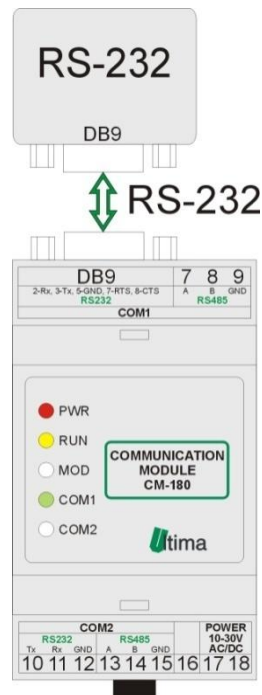 RS-232
DB9
RS-232
DB9 7 8 9
2-Rx, 3-Tx, 5-GND, 7-RTS, 8-CTS A B GND
RS232 RS485
COM1
PWR
RUN
MOD
COM1
COM2
COMMUNICATION
MODULE
CM-180
Ultima
COM2 POWER
RS232 RS485 10-30V
Tx Rx GND A B GND AC/DC
10 11 12 13 14 15 16 17 18